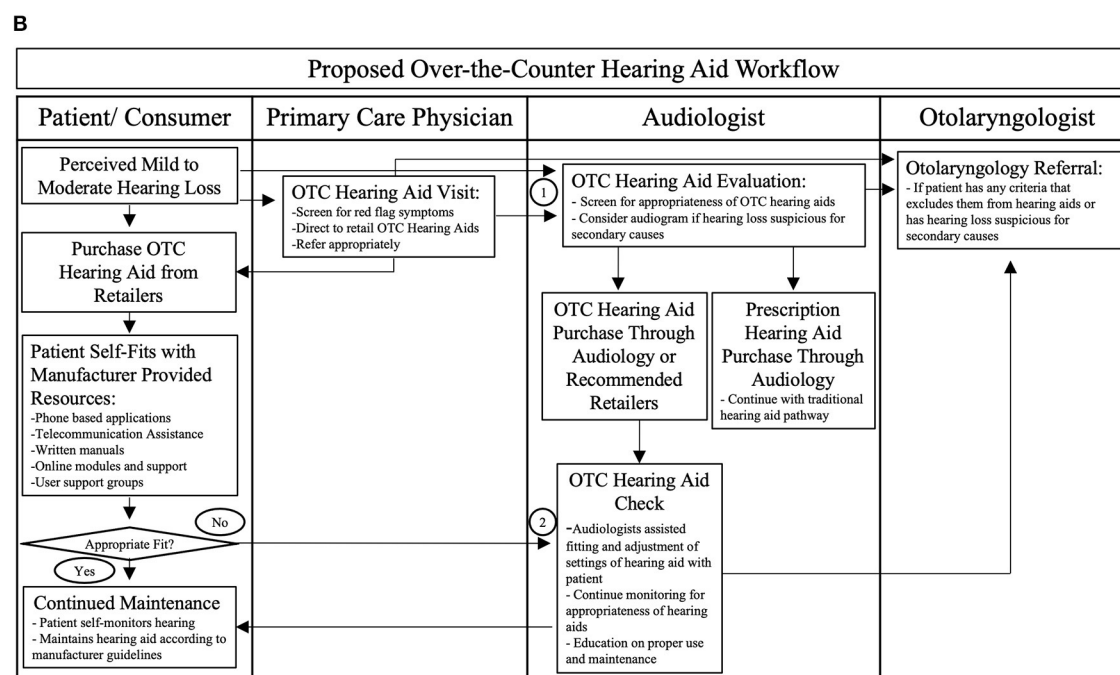 B
Proposed Over-the-Counter Hearing Aid Workflow
Patient/ Consumer
Primary Care Physician
Audiologist
Otolaryngologist
Perceived Mild to
Moderate Hearing Loss
Purchase OTC
Hearing Aid from
Retailers
Patient Self-Fits with
Manufacturer Provided
Resources:
-Phone based applications
-Telecommunication Assistance
-Written manuals
-Online modules and support
-User support groups
Appropriate Fit?
No
Yes
Continued Maintenance
- Patient self-monitors hearing
- Maintains hearing aid according to
manufacturer guidelines
OTC Hearing Aid Visit:
-Screen for red flag symptoms
-Direct to retail OTC Hearing Aids
-Refer appropriately
1
OTC Hearing Aid Evaluation:
- Screen for appropriateness of OTC hearing aids
- Consider audiogram if hearing loss suspicious for
secondary causes
OTC Hearing Aid
Purchase Through
Audiology or
Recommended
Retailers
Prescription
Hearing Aid
Purchase Through
Audiology
- Continue with traditional
hearing aid pathway
2
OTC Hearing Aid
Check
-Audiologists assisted
fitting and adjustment of
settings of hearing aid with
patient
- Continue monitoring for
appropriateness of hearing
aids
- Education on proper use
and maintenance
Otolaryngology Referral:
- If patient has any criteria that
excludes them from hearing aids or
has hearing loss suspicious for
secondary causes